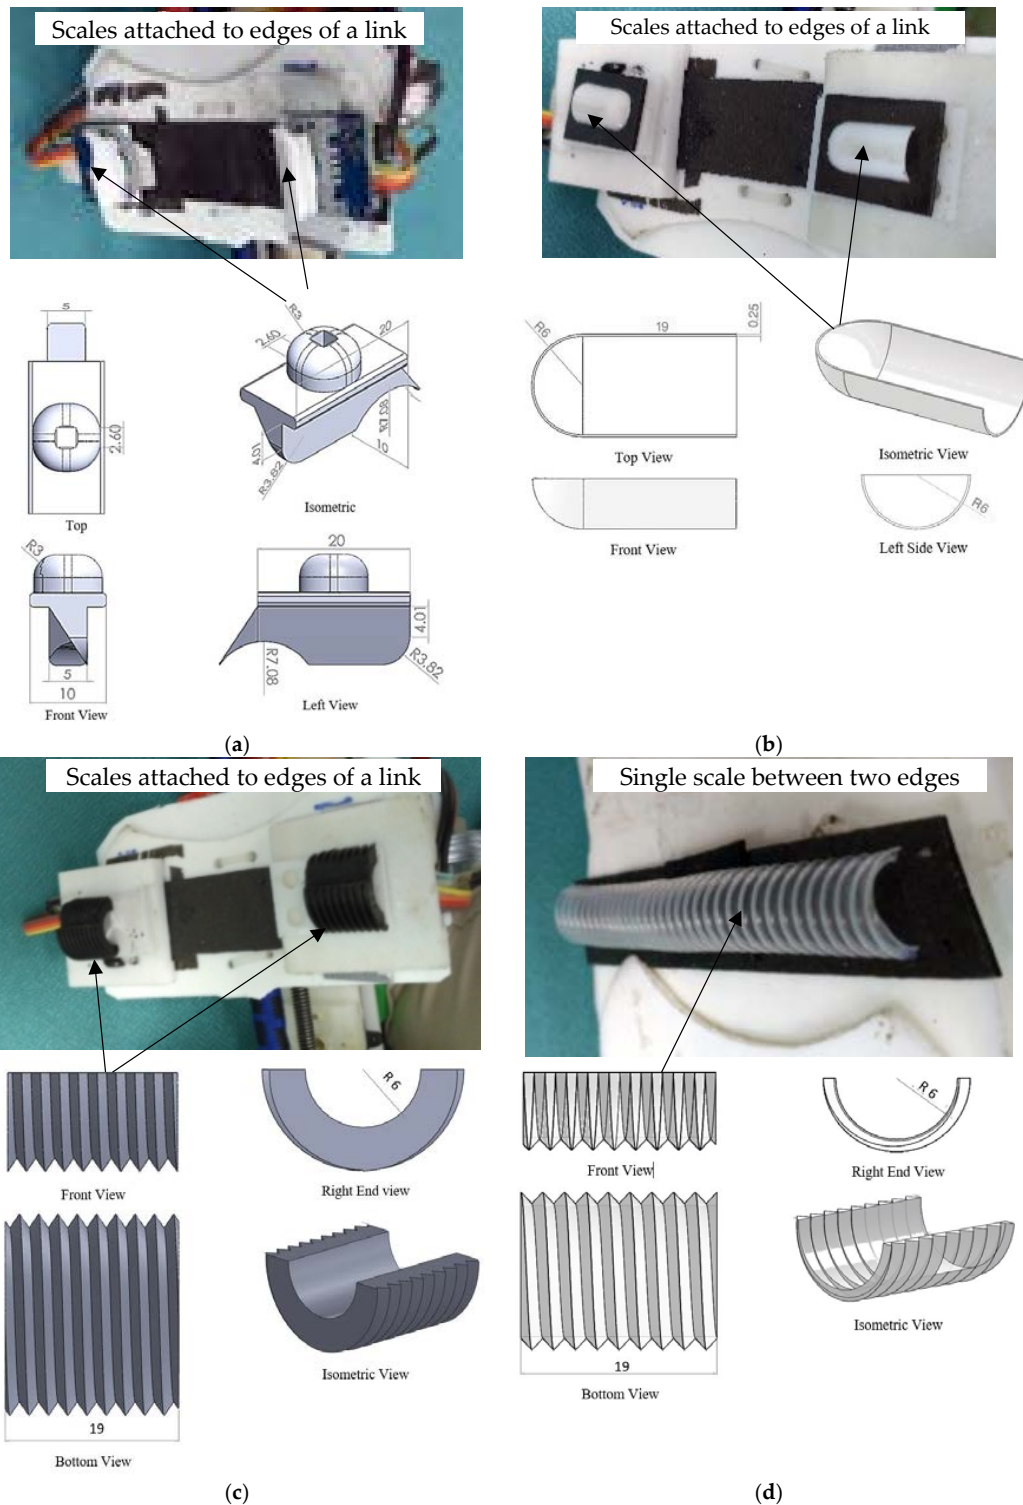 Scales attached to edges of a link
5
2.60
Top
R3
2.60
20
4.01
R3.82
10
Isometric
R3
5
10
Front View
20
4.01
R7.08
R3.82
Left View
(a)
Scales attached to edges of a link
R6
19
0.25
Top View
Isometric View
Front View
R6
Left Side View
(b)
Scales attached to edges of a link
Front View
R 6
Right End view
19
Bottom View
Isometric View
(c)
Single scale between two edges
Front View
R 6
Right End View
19
Bottom View
Isometric View
(d)